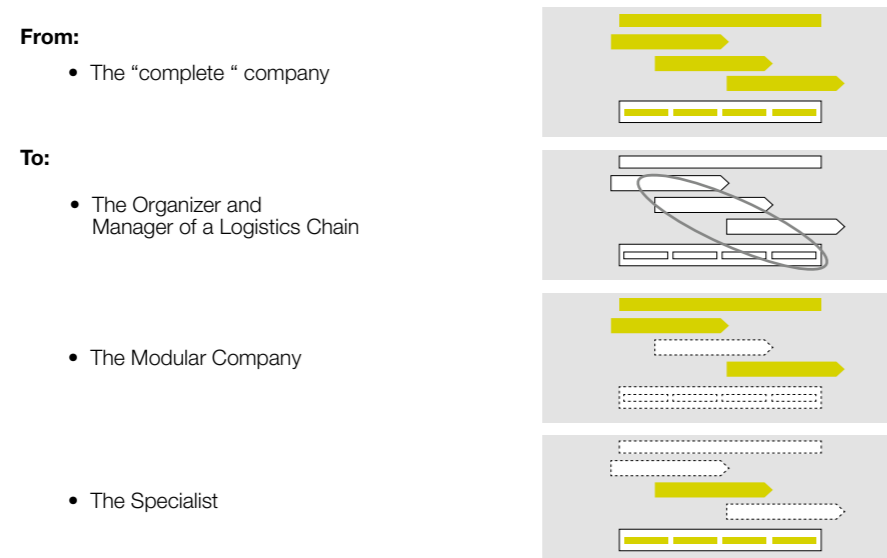 From:
• The “complete “ company
To:
• The Organizer and
Manager of a Logistics Chain
• The Modular Company
• The Specialist